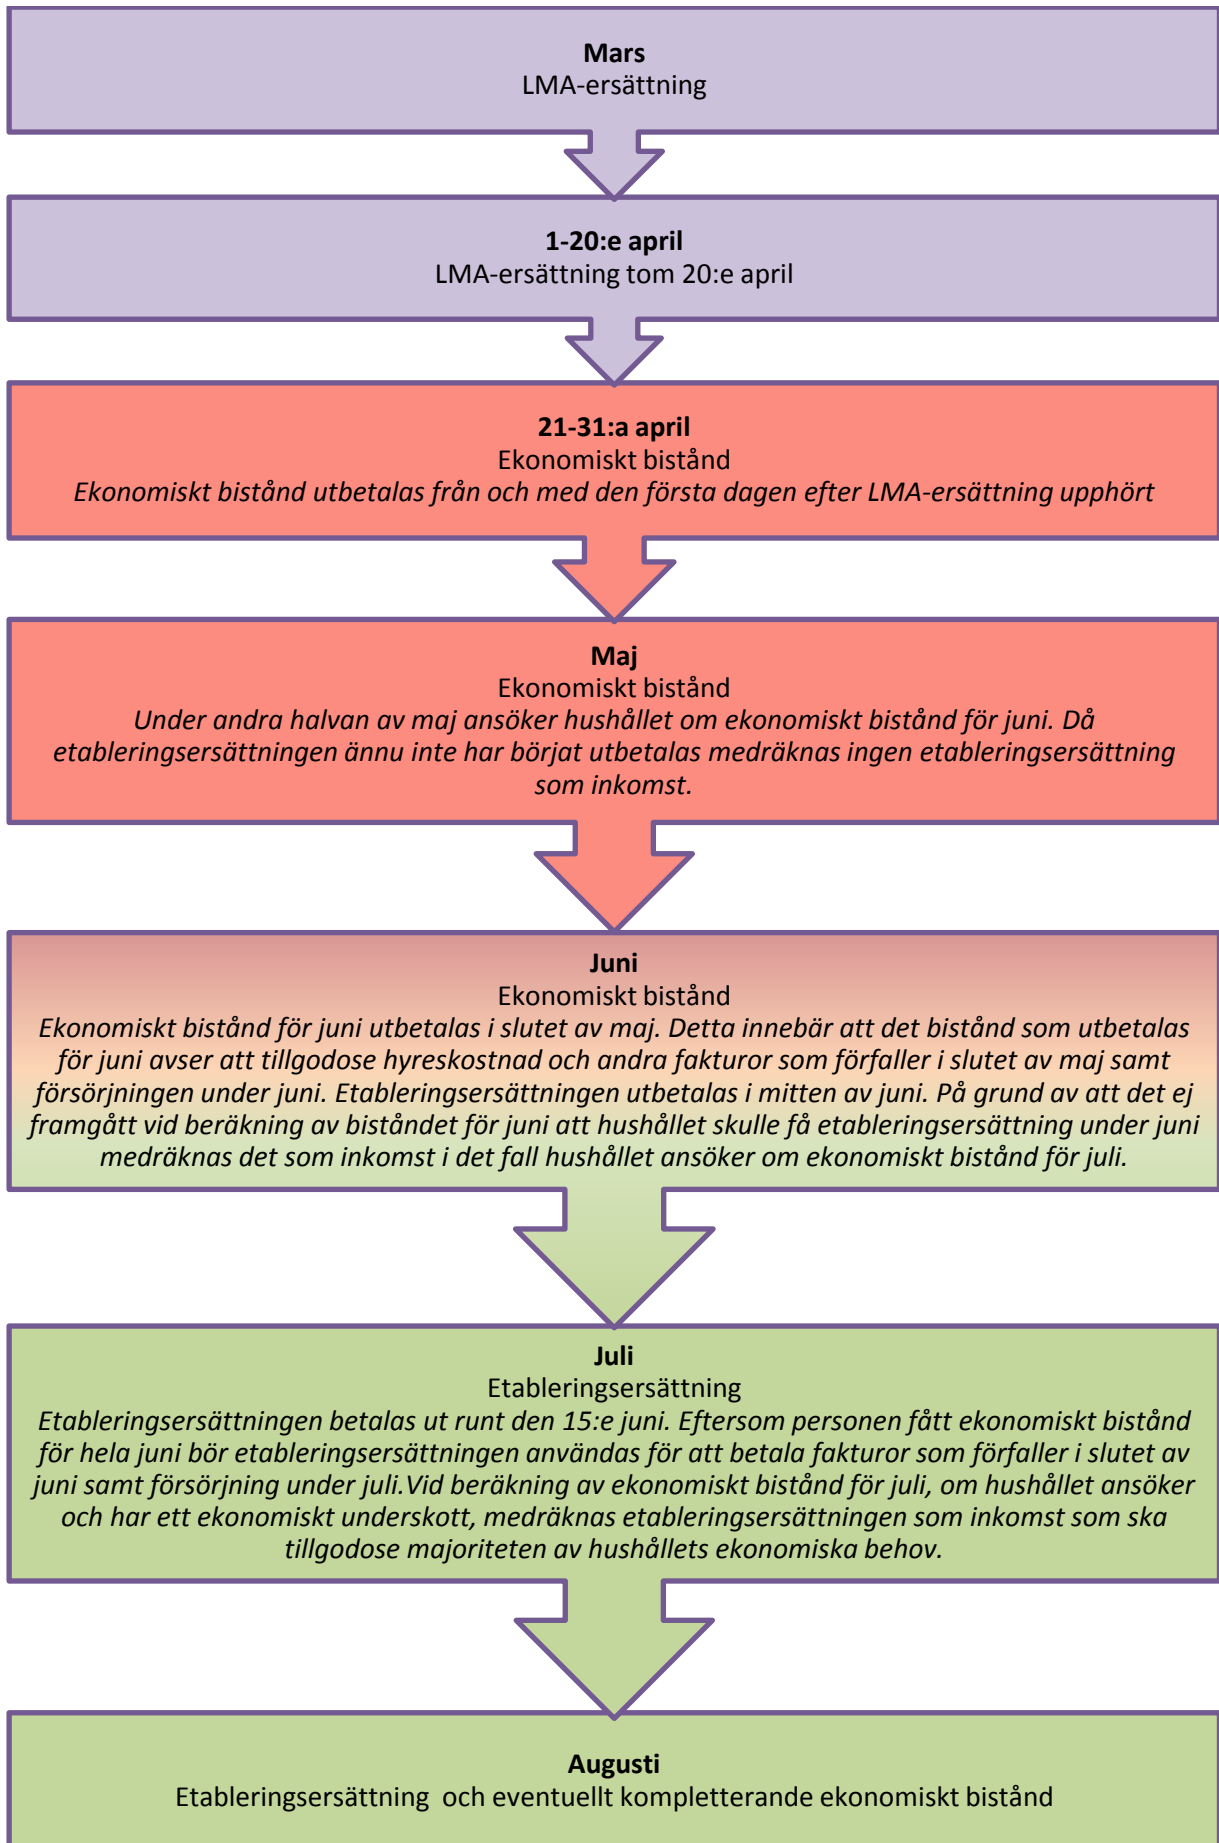 Mars
LMA-ersättning
1-20:e april
LMA-ersättning tom 20:e april
21-31:a april
Ekonomiskt bistånd
Ekonomiskt bistånd utbetalas från och med den första dagen efter LMA-ersättning upphört
Maj
Ekonomiskt bistånd
Under andra halvan av maj ansöker hushållet om ekonomiskt bistånd för juni. Då
etableringsersättningen ännu inte har börjat utbetalas medräknas ingen etableringsersättning
som inkomst.
Juni
Ekonomiskt bistånd
Ekonomiskt bistånd för juni utbetalas i slutet av maj. Detta innebär att det bistånd som utbetalas
för juni avser att tillgodose hyreskostnad och andra fakturor som förfaller i slutet av maj samt
försörjningen under juni. Etableringsersättningen utbetalas i mitten av juni. På grund av att det ej
framgått vid beräkning av biståndet för juni att hushållet skulle få etableringsersättning under juni
medräknas det som inkomst i det fall hushållet ansöker om ekonomiskt bistånd för juli.
Juli
Etableringsersättning
Etableringsersättningen betalas ut runt den 15:e juni. Eftersom personen fått ekonomiskt bistånd
för hela juni bör etableringsersättningen användas för att betala fakturor som förfaller i slutet av
juni samt försörjning under juli.Vid beräkning av ekonomiskt bistånd för juli, om hushållet ansöker
och har ett ekonomiskt underskott, medräknas etableringsersättningen som inkomst som ska
tillgodose majoriteten av hushållets ekonomiska behov.
Augusti
Etableringsersättning  och eventuellt kompletterande ekonomiskt bistånd